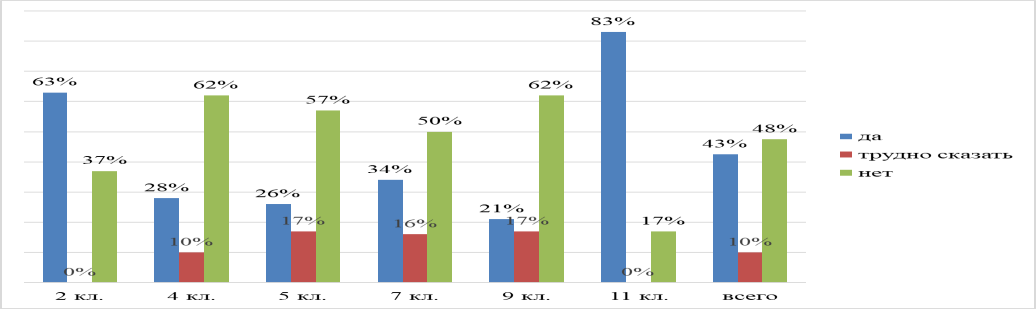 83%
63%
62%
62%
57%
50%
48%
43%
37%
34%
28%
26%
21%
17%
17%
17%
16%
10%
10%
0%
0%
2 кл.
4 кл.
5 кл.
7 кл.
9 кл.
11 кл.
всего
да
трудно сказать
нет